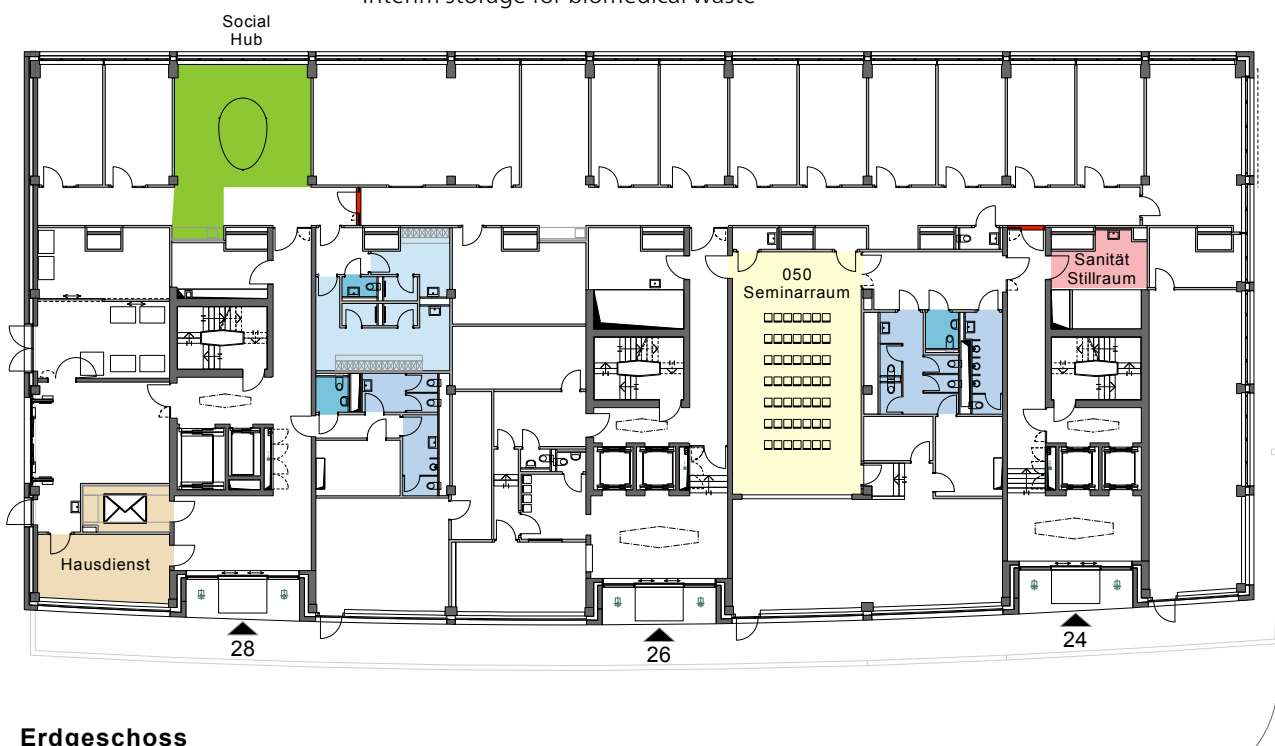 Interim storage for biomedical waste
Social
Hub
050
Seminarraum
Sanität
Stillraum
Hausdienst
28
26
24
Erdgeschoss